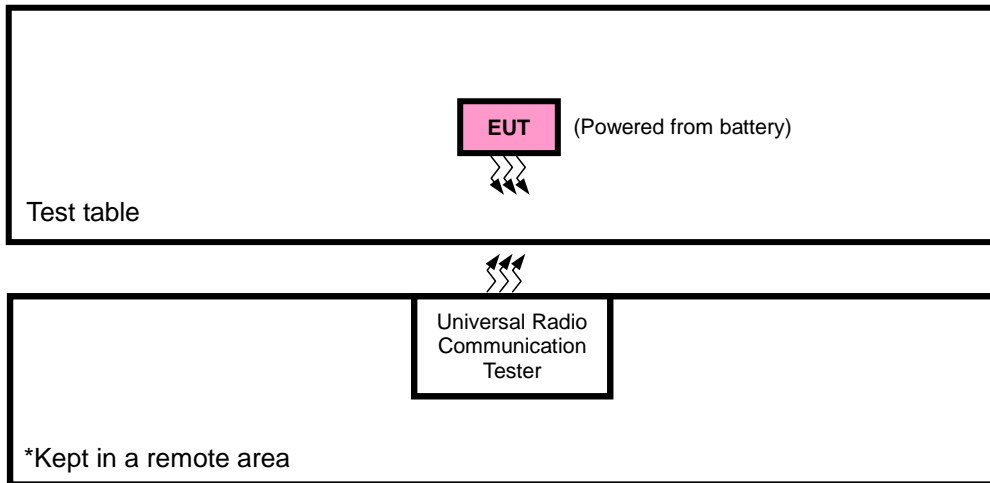 EUT
(Powered from battery)
Test table
Universal Radio
Communication
Tester
*Kept in a remote area